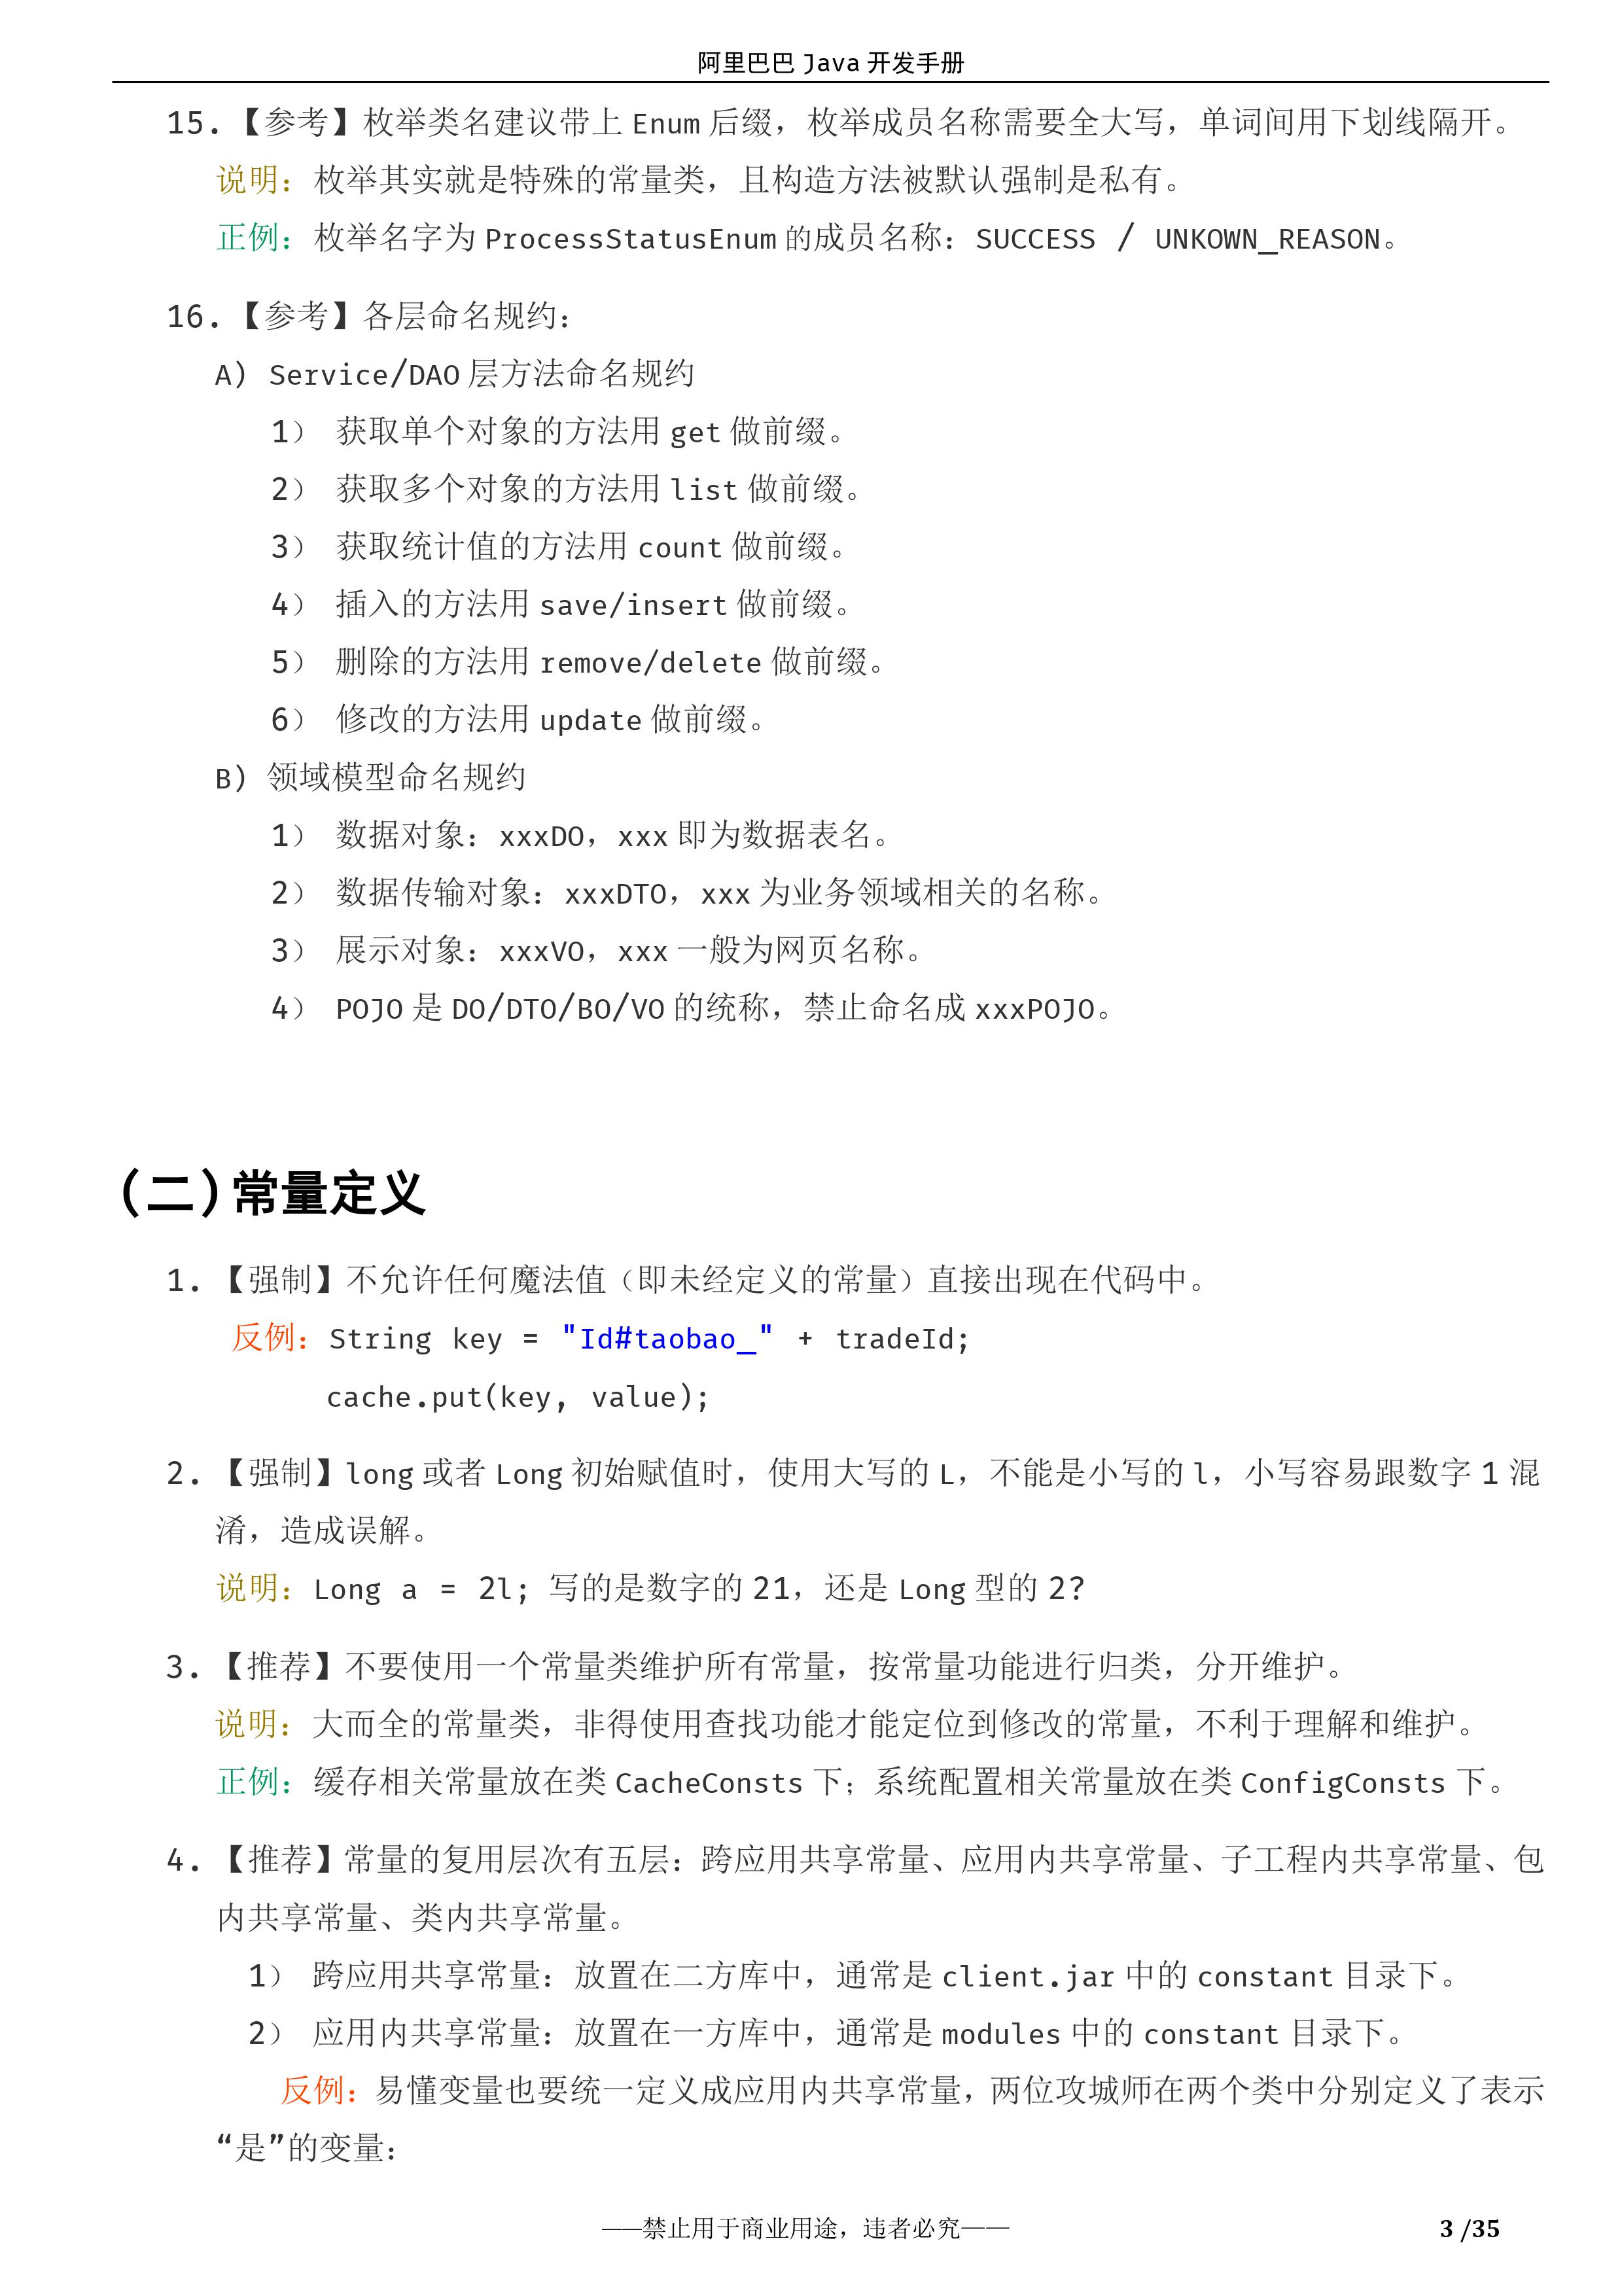 阿里巴巴 Java 开发手册
15.【参考】枚举类名建议带上 Enum 后缀，枚举成员名称需要全大写，单词间用下划线隔开。
说明：枚举其实就是特殊的常量类，且构造方法被默认强制是私有。
正例：枚举名字为 ProcessStatusEnum 的成员名称：SUCCESS / UNKOWN_REASON。
16.【参考】各层命名规约：
A) Service/DAO 层方法命名规约
1） 获取单个对象的方法用 get 做前缀。
2） 获取多个对象的方法用 list 做前缀。
3） 获取统计值的方法用 count 做前缀。
4） 插入的方法用 save/insert 做前缀。
5） 删除的方法用 remove/delete 做前缀。
6） 修改的方法用 update 做前缀。
B) 领域模型命名规约
1） 数据对象：xxxDO，xxx 即为数据表名。
2） 数据传输对象：xxxDTO，xxx 为业务领域相关的名称。
3） 展示对象：xxxVO，xxx 一般为网页名称。
4） POJO 是 DO/DTO/BO/VO 的统称，禁止命名成 xxxPOJO。
(二)常量定义
1. 【强制】不允许任何魔法值（即未经定义的常量）直接出现在代码中。
反例：String key = "Id#taobao_" + tradeId;
cache.put(key, value);
2. 【强制】long 或者 Long 初始赋值时，使用大写的 L，不能是小写的 l，小写容易跟数字 1 混
淆，造成误解。
说明：Long a = 2l; 写的是数字的 21，还是 Long 型的 2?
3. 【推荐】不要使用一个常量类维护所有常量，按常量功能进行归类，分开维护。
说明：大而全的常量类，非得使用查找功能才能定位到修改的常量，不利于理解和维护。
正例：缓存相关常量放在类 CacheConsts 下；系统配置相关常量放在类 ConfigConsts 下。
4. 【推荐】常量的复用层次有五层：跨应用共享常量、应用内共享常量、子工程内共享常量、包
内共享常量、类内共享常量。
1） 跨应用共享常量：放置在二方库中，通常是 client.jar 中的 constant 目录下。
2） 应用内共享常量：放置在一方库中，通常是 modules 中的 constant 目录下。
反例：易懂变量也要统一定义成应用内共享常量，两位攻城师在两个类中分别定义了表示
“是”的变量：
——禁止用于商业用途，违者必究——
3 /35